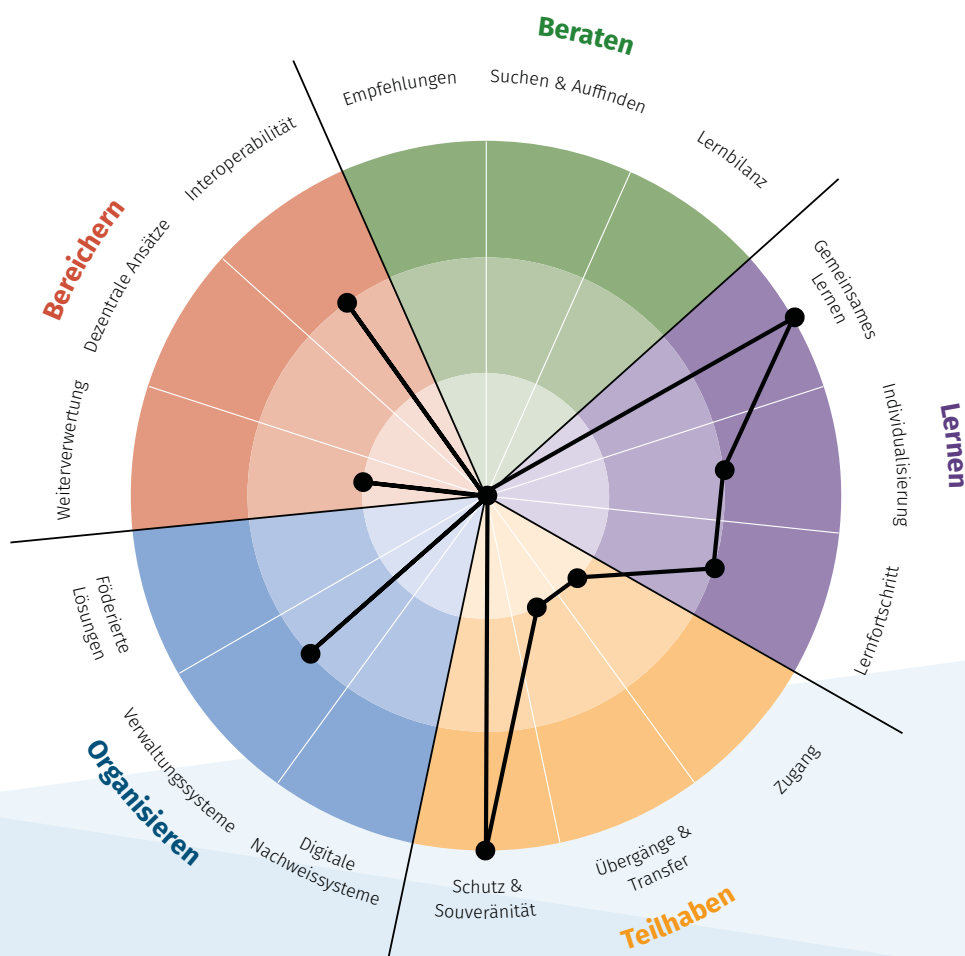 Beraten
Empfehlungen
Suchen & Auffinden
Lernbilanz
Lernen
Gemeinsames
Lernen
Individualisierung
Lernfortschritt
Teilhaben
Zugang
Übergänge &
Transfer
Schutz &
Souveränität
Organisieren
Digitale
Nachweissysteme
Verwaltungssysteme
Föderierte
Lösungen
Bereichern
Weiterverwertung
Dezentrale Ansätze
Interoperabilität